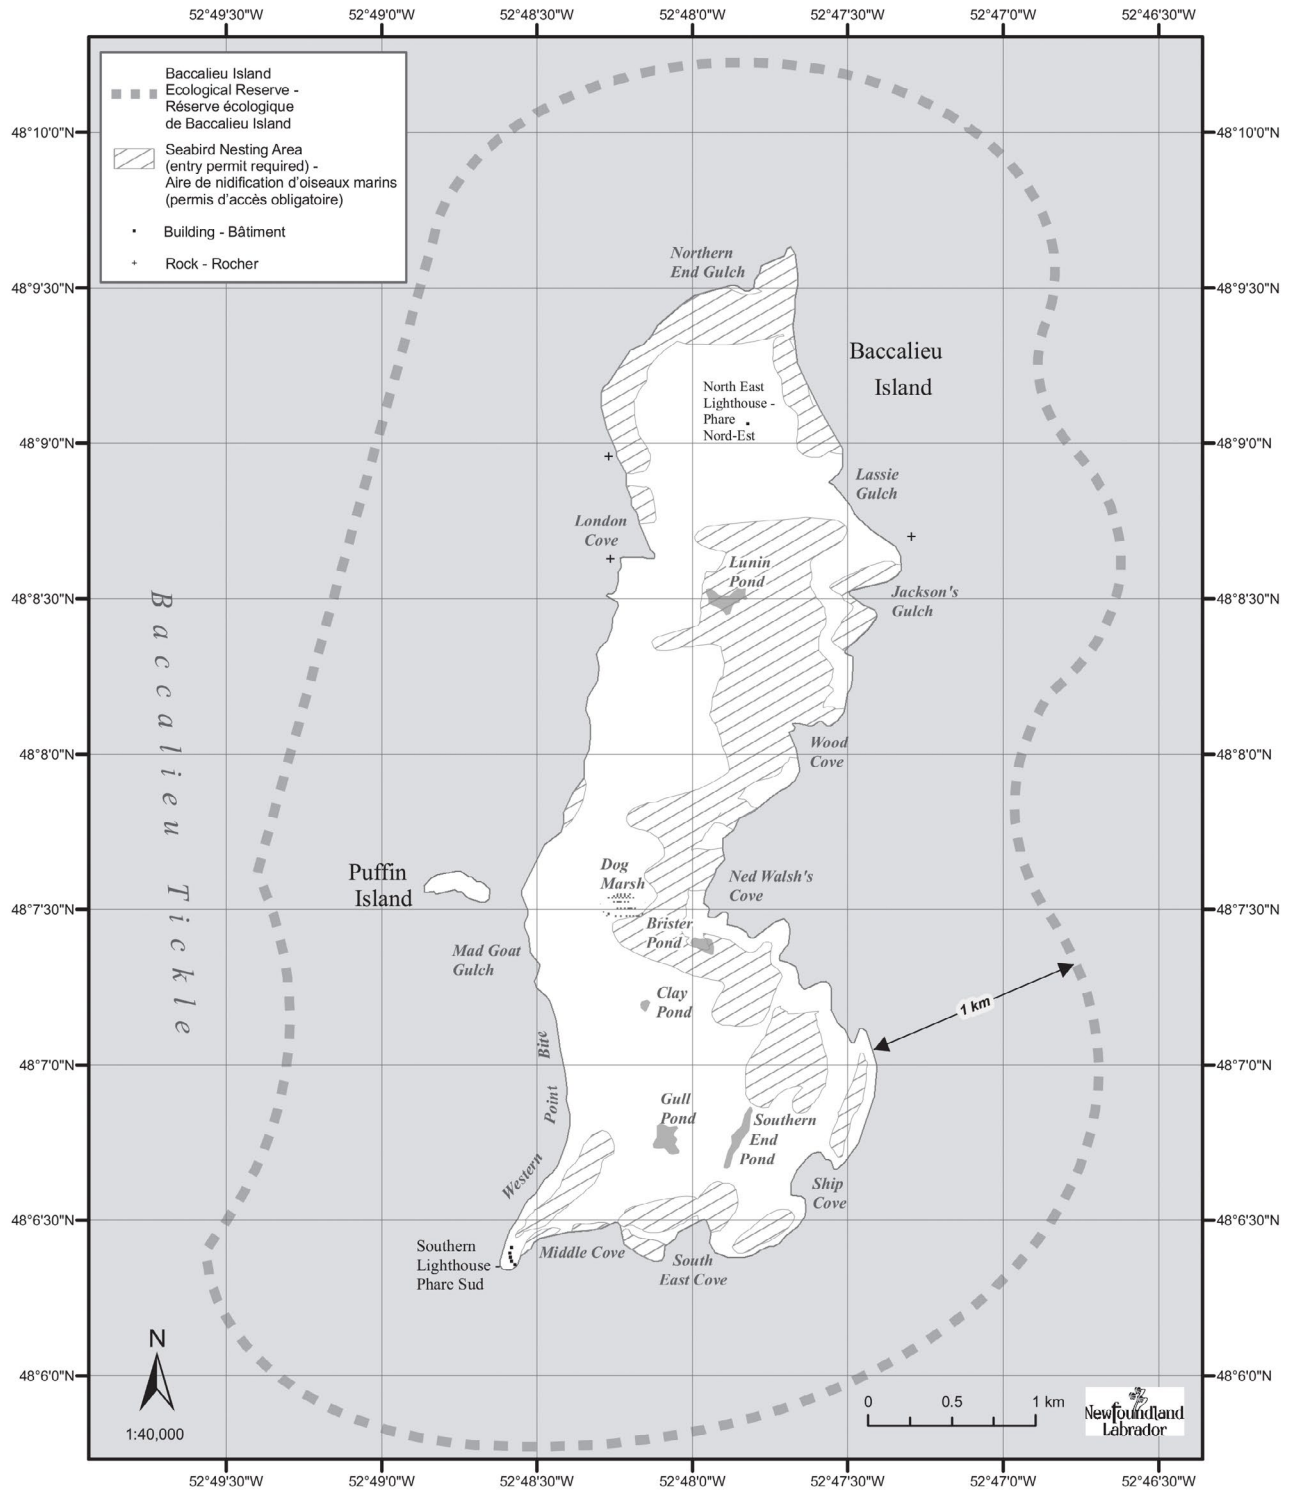 52°49'30"W
52°49'0"W
52°48'30"W
52°48'0"W
52°47'30"W
52°47'0"W
52°46'30"W
Baccalieu Island
Ecological Reserve -
Réserve écologique
de Baccalieu Island
Seabird Nesting Area
(entry permit required) -
Aire de nidification d'oiseaux marins
(permis d'accès obligatoire)
Building - Bâtiment
Rock - Rocher
48°10'0"N
48°10'0"N
48°9'30"N
48°9'30"N
48°9'0"N
48°9'0"N
48°8'30"N
48°8'30"N
48°8'0"N
48°8'0"N
48°7'30"N
48°7'30"N
48°7'0"N
48°7'0"N
48°6'30"N
48°6'30"N
48°6'0"N
48°6'0"N
Northern
End Gulch
Baccalieu
Island
North East
Lighthouse -
Phare
Nord-Est
Lassie
Gulch
London
Cove
Lunin
Pond
Jackson's
Gulch
Baccalieu Tickle
Wood
Cove
Puffin
Island
Dog
Marsh
Ned Walsh's
Cove
Brister
Pond
Mad Goat
Gulch
Clay
Pond
1 km
Western Point Bite
Gull
Pond
Southern
End
Pond
Ship
Cove
Southern
Lighthouse -
Phare Sud
Middle Cove
South
East Cove
N
1:40,000
0 0.5 1 km
Newfoundland
Labrador
52°49'30"W
52°49'0"W
52°48'30"W
52°48'0"W
52°47'30"W
52°47'0"W
52°46'30"W